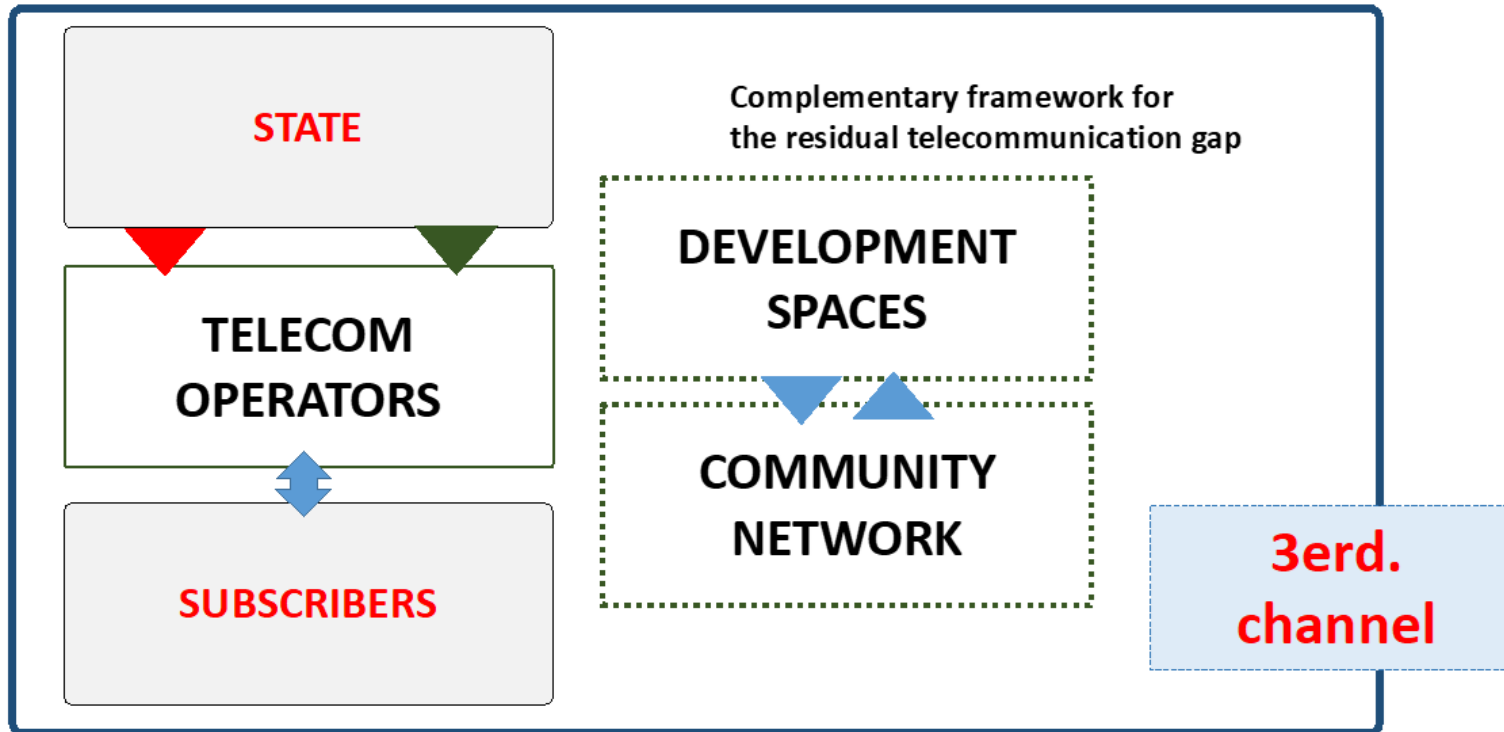 STATE
TELECOM
OPERATORS
SUBSCRIBERS
Complementary framework for
the residual telecommunication gap
DEVELOPMENT
SPACES
COMMUNITY
NETWORK
3erd.
channel